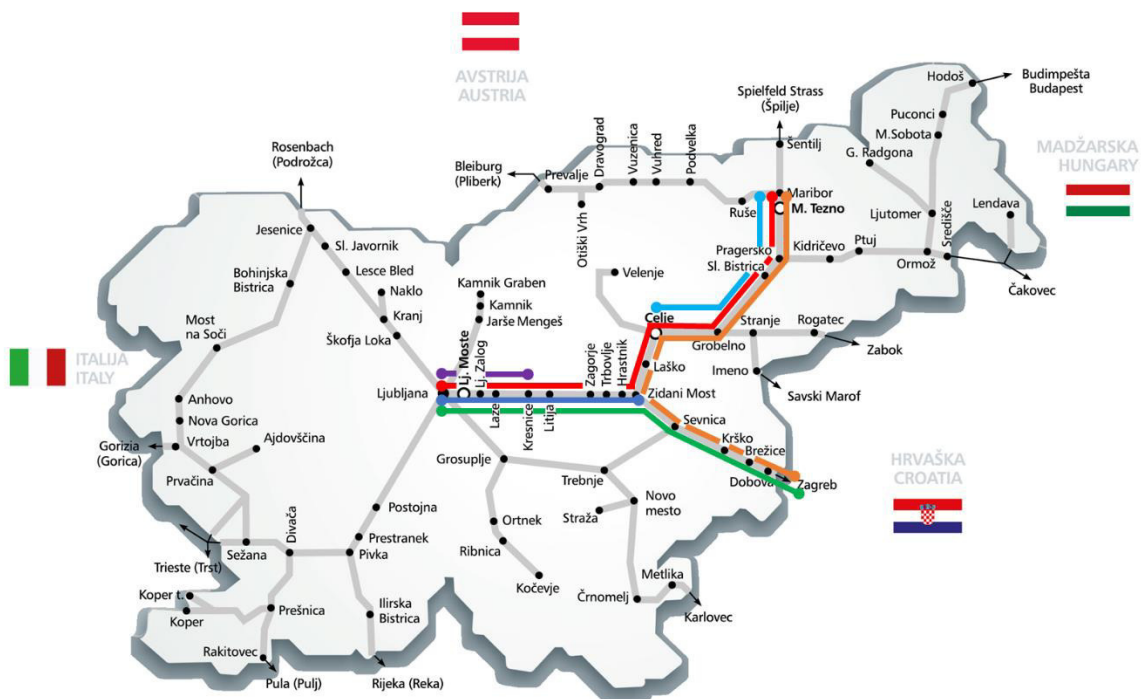 AVSTRIJA
AUSTRIA
Hodoš
Budimpešta
Budapest
Spielfeld Strass
(Špilje)
Puconci
M.Sobota
Šentilj
G. Radgona
MADŽARSKA
HUNGARY
Rosenbach
(Podrožca)
Bleiburg
(Pliberk)
Prevalje
Dravograd
Vuzenica
Vuhred
Podvelka
Otiški Vrh
Ruše
Maribor
M. Tezno
Ljutomer
Središče
Lendava
Jesenice
Sl. Javornik
Pragersko
Kidričevo
Ptuj
Ormož
Sl. Bistrica
Čakovec
Bohinjska
Bistrica
Lesce Bled
Naklo
Kranj
Škofja Loka
Kamnik Graben
Kamnik
Jarše Mengeš
Velenje
Most
na Soči
Celje
Grobelno
Stranje
Rogatec
Zabok
Imeno
Savski Marof
ITALIJA
ITALY
Ljubljana
Lj. Moste
Lj. Zalog
Laze
Kresnice
Litija
Zagorje
Trbovlje
Hrastnik
Laško
Zidani Most
Anhovo
Nova Gorica
Vrtojba
Ajdovščina
Gorizia
(Gorica)
Prvačina
Sevnica
Krško
Brežice
Dobova
Zagreb
HRVAŠKA
CROATIA
Grosuplje
Trebnje
Novo
mesto
Straža
Ortnek
Ribnica
Kočevje
Postojna
Prestranek
Pivka
Divača
Sežana
Trieste (Trst)
Metlika
Črnomelj
Karlovec
Koper t.
Koper
Prešnica
Ilirska
Bistrica
Rakitovec
Pula (Pulj)
Rijeka (Reka)